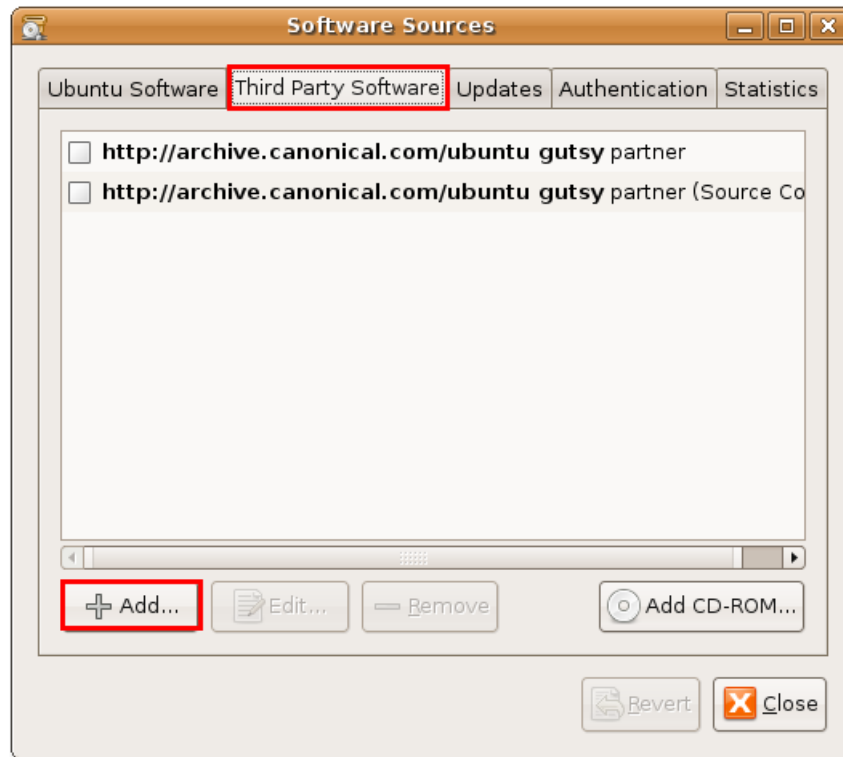 Software Sources
Ubuntu Software Third Party Software Updates Authentication Statistics
http://archive.canonical.com/ubuntu gutsy partner
http://archive.canonical.com/ubuntu gutsy partner (Source Co
Add... Edit... Remove Add CD-ROM...
Revert Close